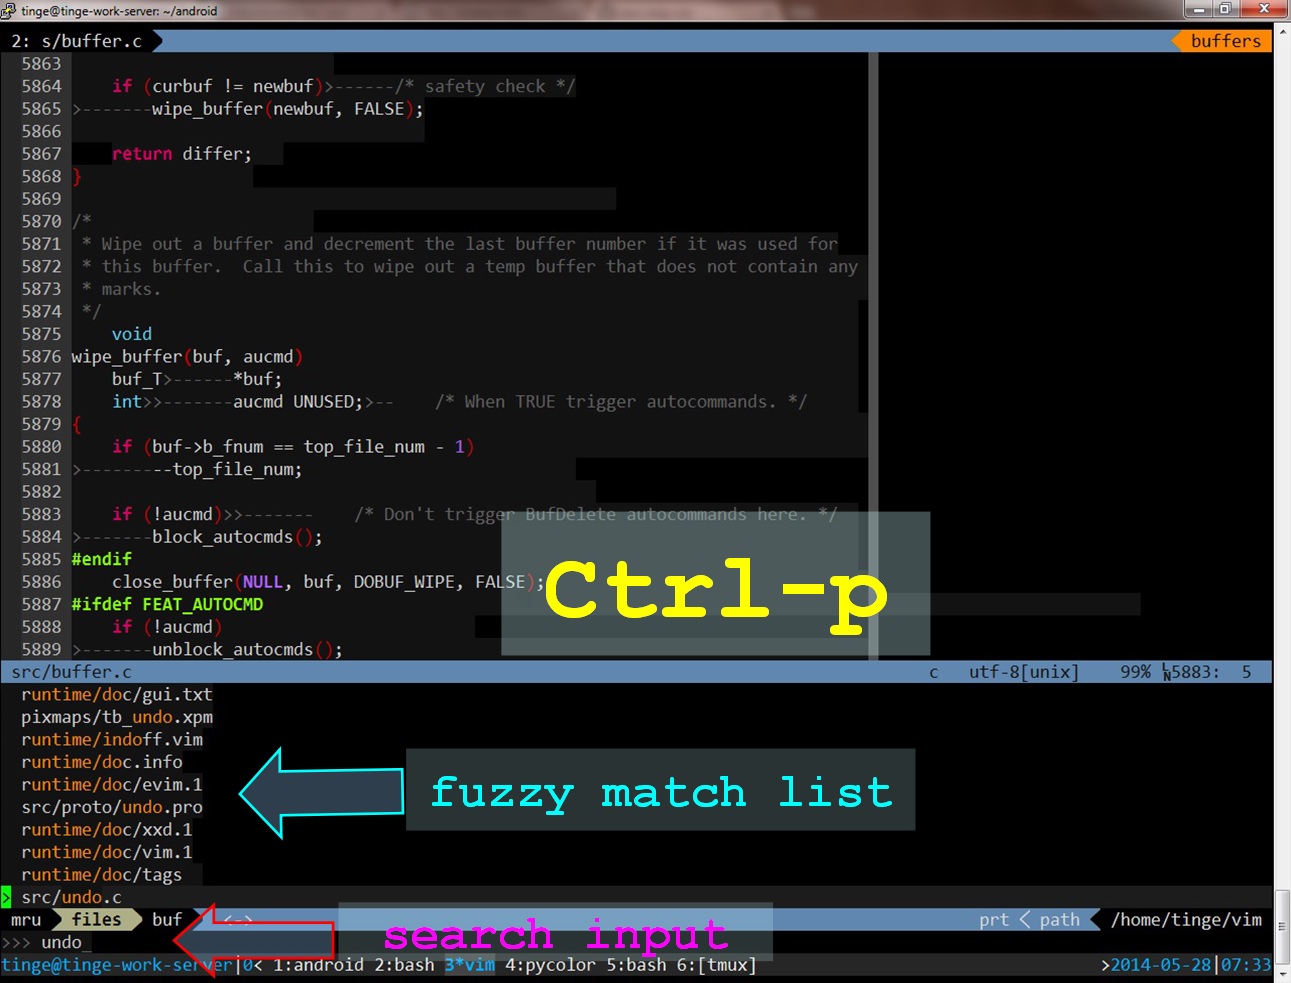 tinge@tinge-work-server: ~/android
2: s/buffer.c buffers
5863
5864 if (curbuf != newbuf)>------/* safety check */
5865 >-------wipe_buffer(newbuf, FALSE);
5866
5867 return differ;
5868 }
5869
5870 /*
5871 * Wipe out a buffer and decrement the last buffer number if it was used for
5872 * this buffer.  Call this to wipe out a temp buffer that does not contain any
5873 * marks.
5874 */
5875 void
5876 wipe_buffer(buf, aucmd)
5877 buf_T>------*buf;
5878 int>>-------aucmd UNUSED;>-- /* When TRUE trigger autocommands. */
5879 {
5880 if (buf->b_fnum == top_file_num - 1)
5881 >---------top_file_num;
5882
5883 if (!aucmd)>>------- /* Don't trigger BufDelete autocommands here. */
5884 >-------block_autocmds();
5885 #endif
5886 close_buffer(NULL, buf, DOBUF_WIPE, FALSE);
5887 #ifdef FEAT_AUTOCMD
5888 if (!aucmd)
5889 >-------unblock_autocmds();
Ctrl-p
src/buffer.c c utf-8[unix] 99% 5883: 5
runtime/doc/gui.txt
pixmaps/tb_undo.xpm
runtime/indoff.vim
runtime/doc.info
runtime/doc/evim.1
src/proto/undo.pro
runtime/doc/xxd.1
runtime/doc/vim.1
runtime/doc/tags
> src/undo.c
fuzzy match list
mru files buf <-> prt < path /home/tinge/vim
>>> undo_
search input
tinge@tinge-work-server|0< 1:android 2:bash 3*vim 4:pycolor 5:bash 6:[tmux] >2014-05-28|07:33